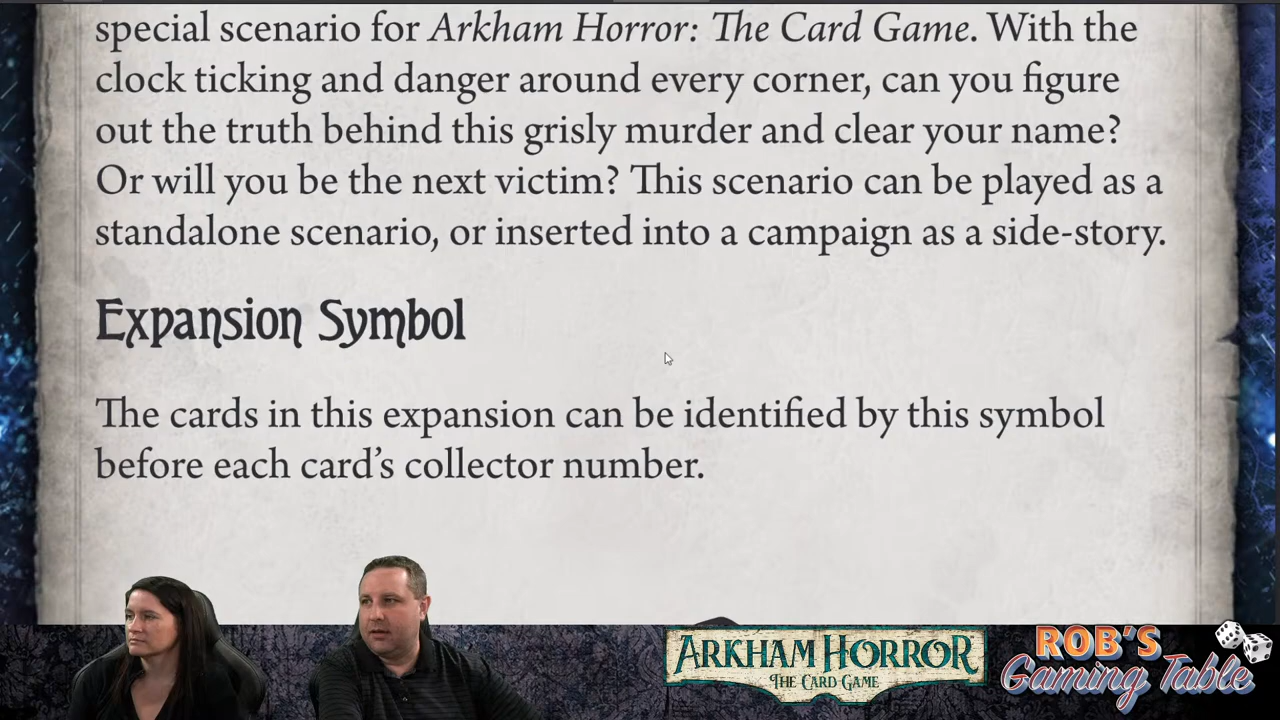 special scenario for Arkham Horror: The Card Game. With the
clock ticking and danger around every corner, can you figure
out the truth behind this grisly murder and clear your name?
Or will you be the next victim? This scenario can be played as a
standalone scenario, or inserted into a campaign as a side-story.
Expansion Symbol
The cards in this expansion can be identified by this symbol
before each card’s collector number.
ARKHAM HORROR
THE CARD GAME
ROB'S
Gaming Table